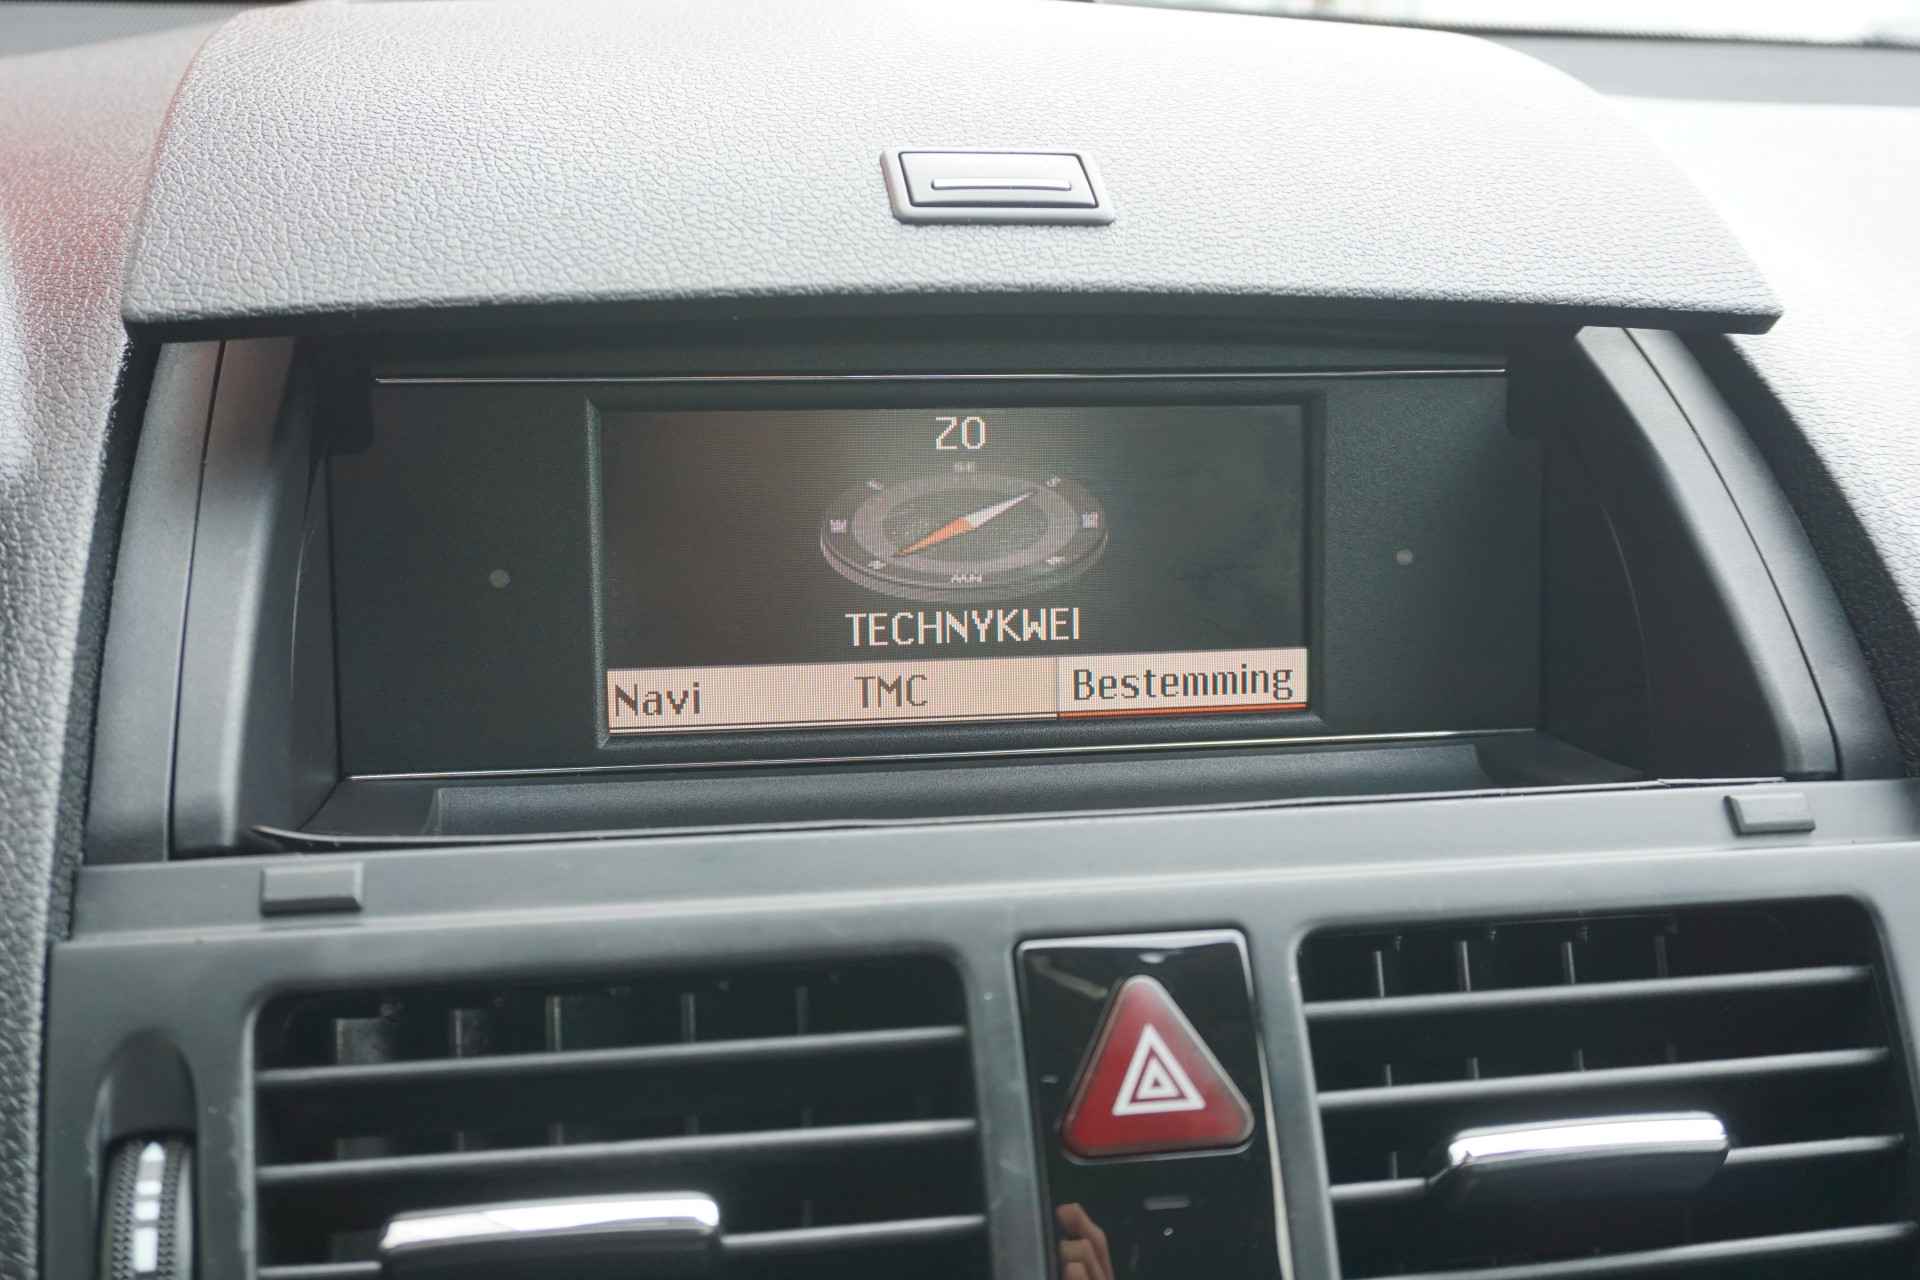 ZO
TECHNYKWEI
Navi TMC Bestemming